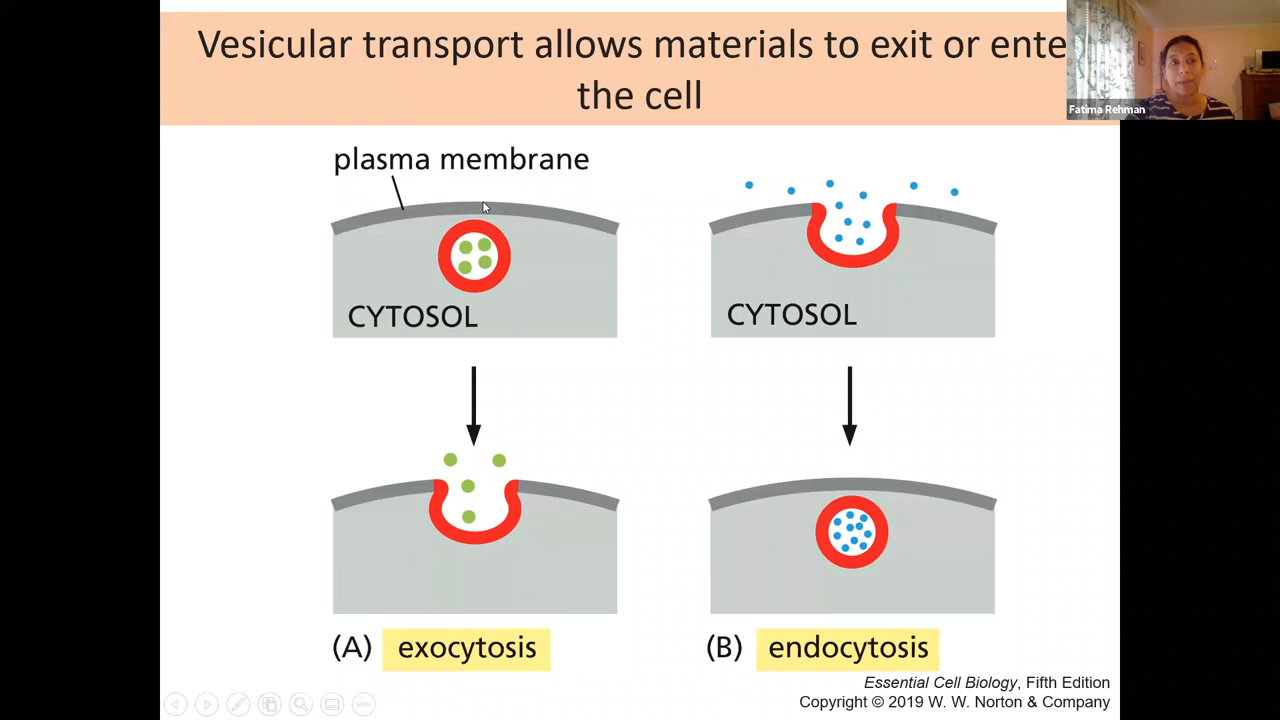 Vesicular transport allows materials to exit or ente
the cell
Fatima Rehman
plasma membrane
CYTOSOL
CYTOSOL
(A) exocytosis
(B) endocytosis
Essential Cell Biology, Fifth Edition
Copyright © 2019 W. W. Norton & Company